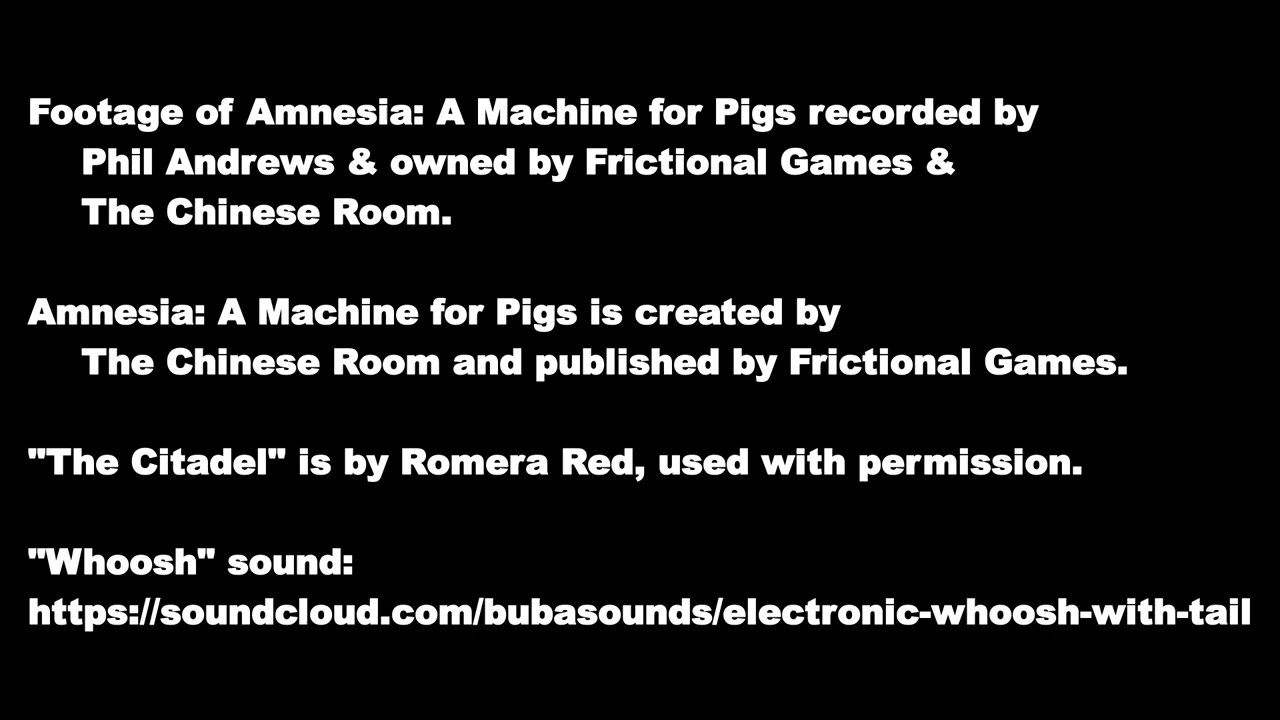 Footage of Amnesia: A Machine for Pigs recorded by
Phil Andrews & owned by Frictional Games &
The Chinese Room.
Amnesia: A Machine for Pigs is created by
The Chinese Room and published by Frictional Games.
"The Citadel" is by Romera Red, used with permission.
"Whoosh" sound:
https://soundcloud.com/bubasounds/electronic-whoosh-with-tail